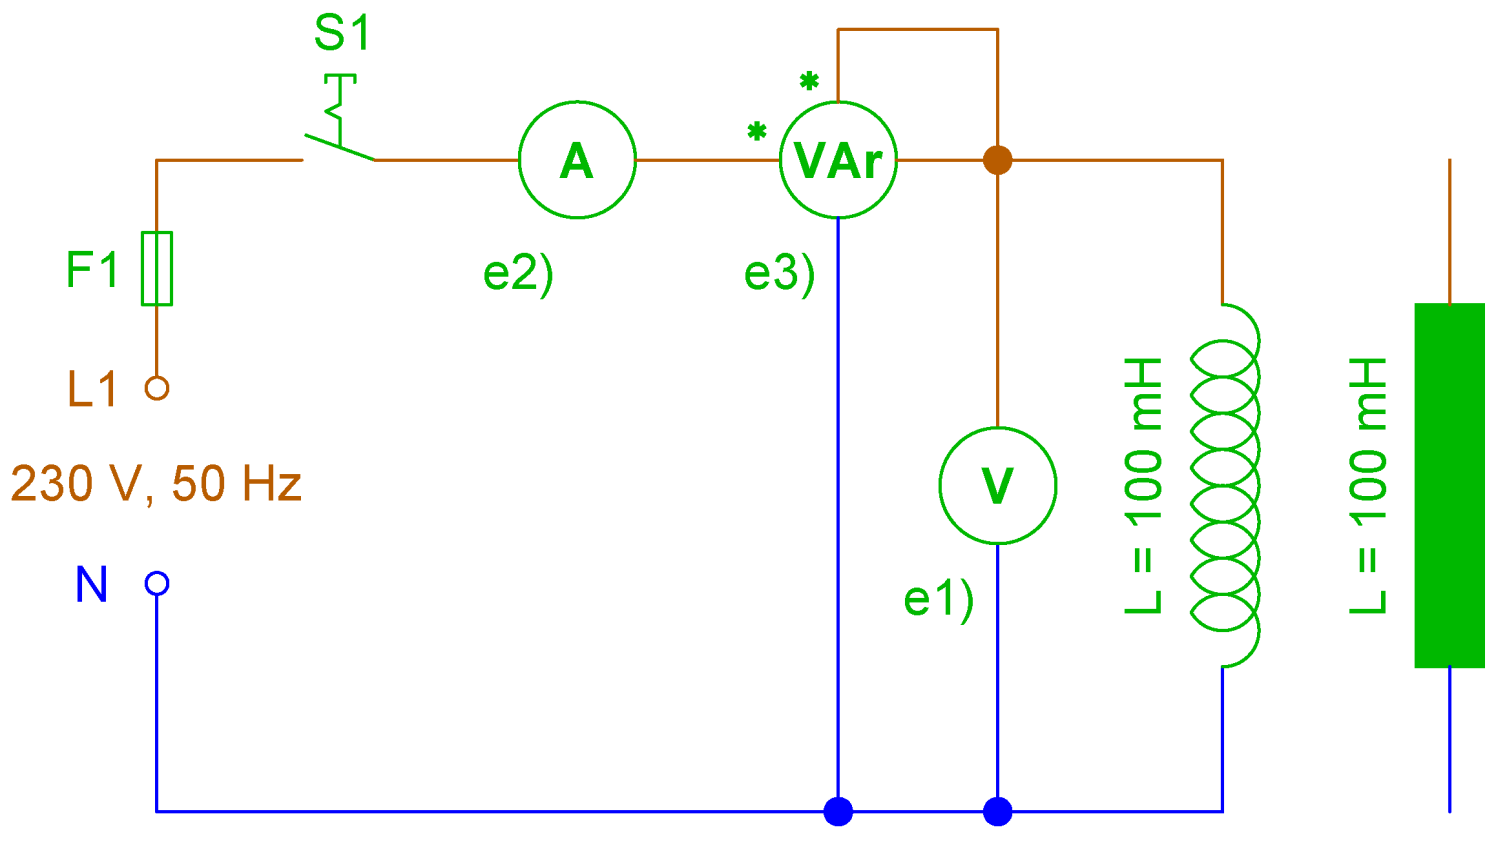 S1
*
*
A
VAr
F1
e2)
e3)
L1
230 V, 50 Hz
V
N
e1)
L = 100 mH
L = 100 mH